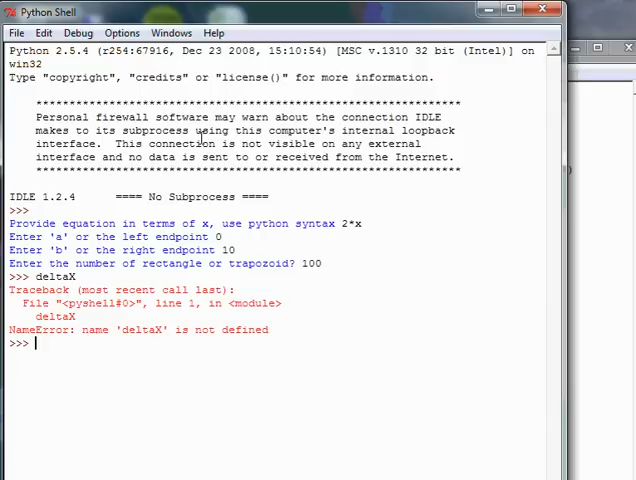 Python Shell
File Edit Debug Options Windows Help
Python 2.5.4 (r254:67916, Dec 23 2008, 15:10:54) [MSC v.1310 32 bit (Intel)] on
win32
Type "copyright", "credits" or "license()" for more information.
****************************************************************
Personal firewall software may warn about the connection IDLE
makes to its subprocess using this computer's internal loopback
interface.  This connection is not visible on any external
interface and no data is sent to or received from the Internet.
****************************************************************
IDLE 1.2.4      ==== No Subprocess ====
>>>
Provide equation in terms of x, use python syntax 2*x
Enter 'a' or the left endpoint 0
Enter 'b' or the right endpoint 10
Enter the number of rectangle or trapozoid? 100
>>> deltaX
Traceback (most recent call last):
  File "<pyshell#0>", line 1, in <module>
    deltaX
NameError: name 'deltaX' is not defined
>>>